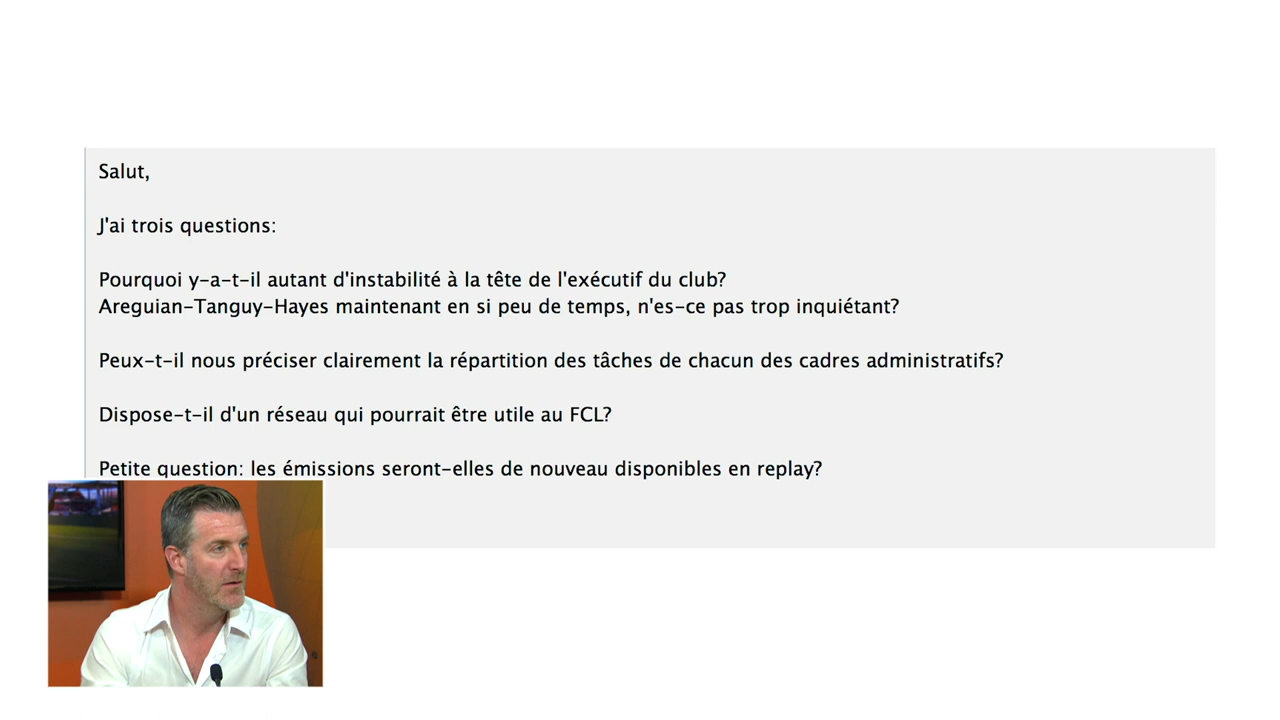 Salut,
J'ai trois questions:
Pourquoi y-a-t-il autant d'instabilité à la tête de l'exécutif du club?
Areguian-Tanguy-Hayes maintenant en si peu de temps, n'es-ce pas trop inquiétant?
Peux-t-il nous préciser clairement la répartition des tâches de chacun des cadres administratifs?
Dispose-t-il d'un réseau qui pourrait être utile au FCL?
Petite question: les émissions seront-elles de nouveau disponibles en replay?